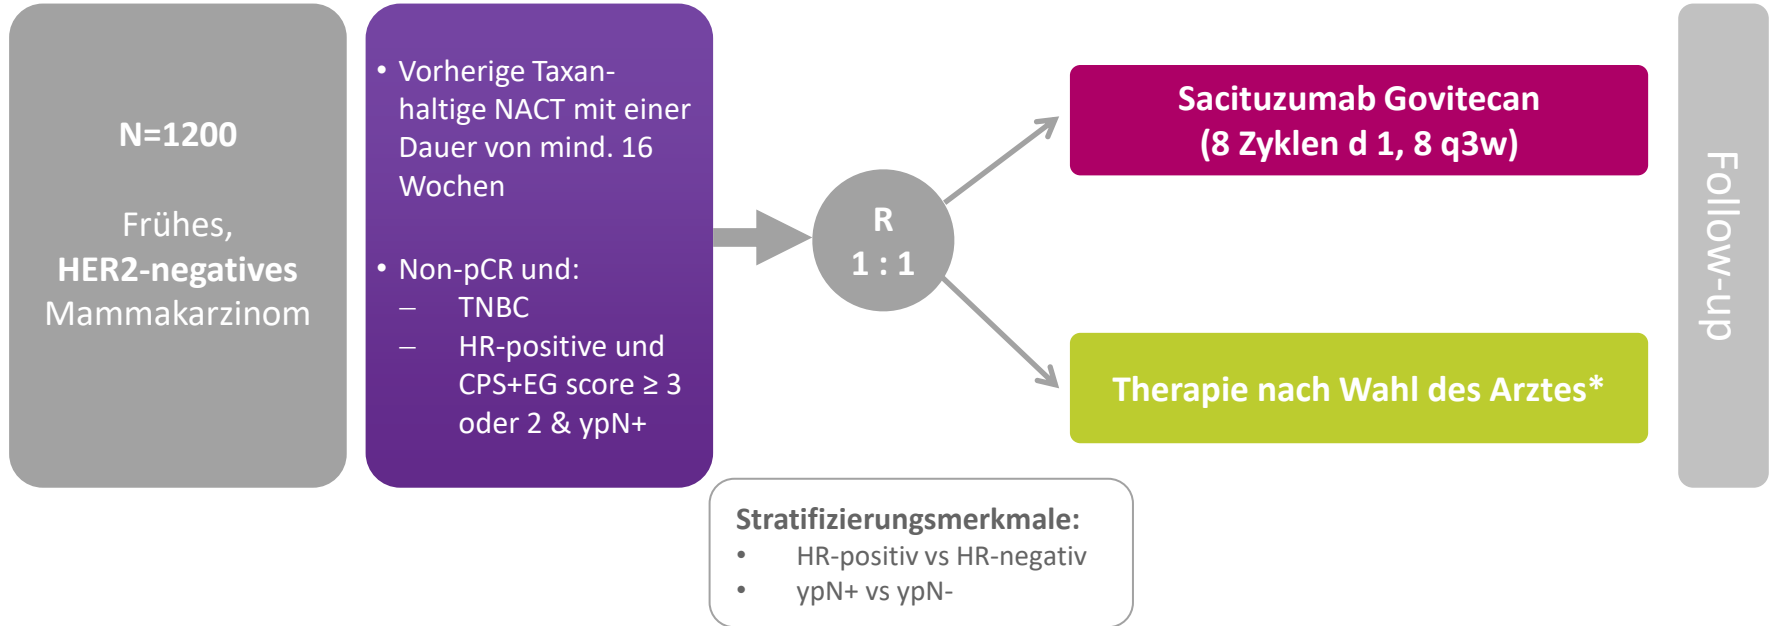 N=1200
Frühes,
HER2-negatives
Mammakarzinom
• Vorherige Taxan-
haltige NACT mit einer
Dauer von mind. 16
Wochen
• Non-pCR und:
– TNBC
– HR-positive und
CPS+EG score ≥ 3
oder 2 & ypN+
R
1 : 1
Sacituzumab Govitecan
(8 Zyklen d 1, 8 q3w)
Therapie nach Wahl des Arztes*
Follow-up
Stratifizierungsmerkmale:
• HR-positiv vs HR-negativ
• ypN+ vs ypN-